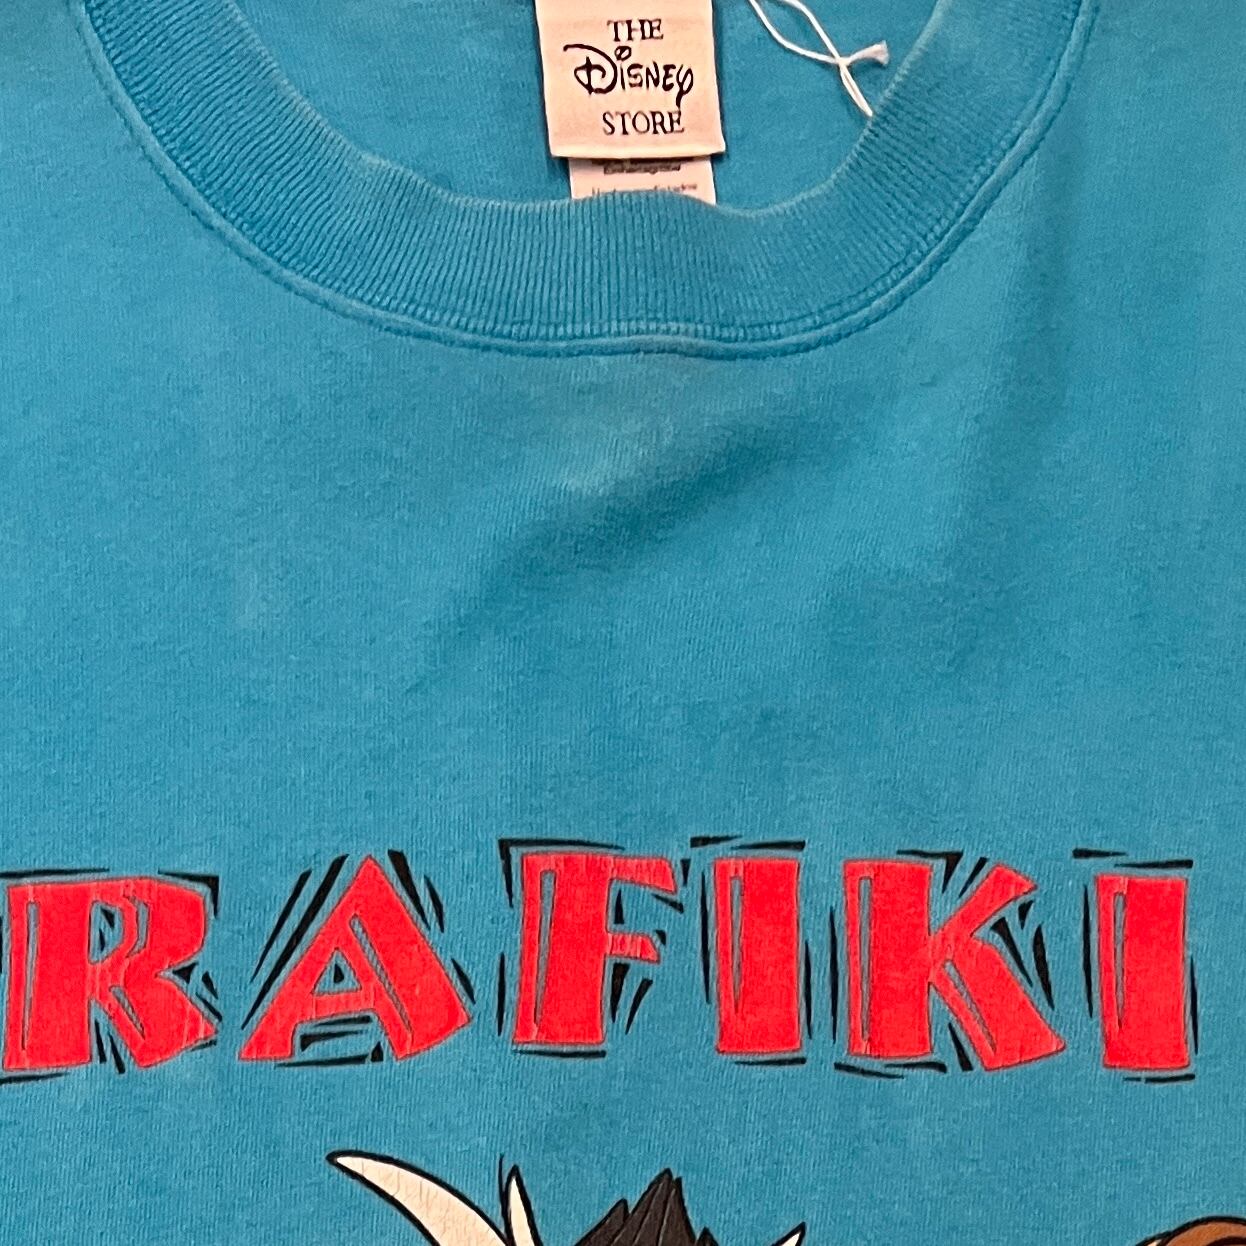 THE
Disney
STORE
RAFIKI